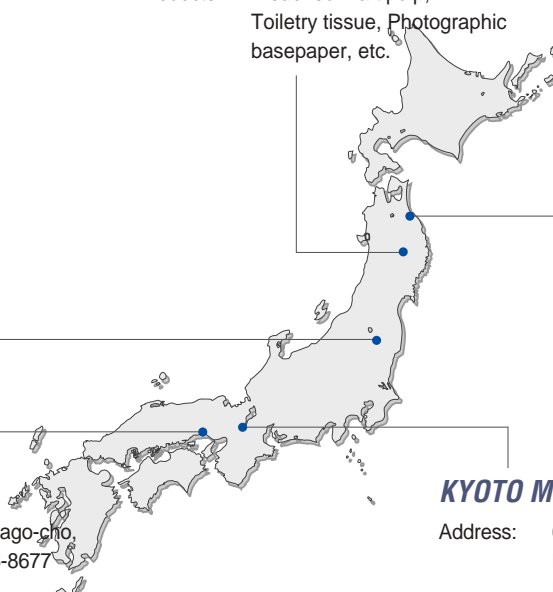 Toiletry tissue, Photographic
basepaper, etc.
KYOTO M
Address:
ago-cho,
-8677